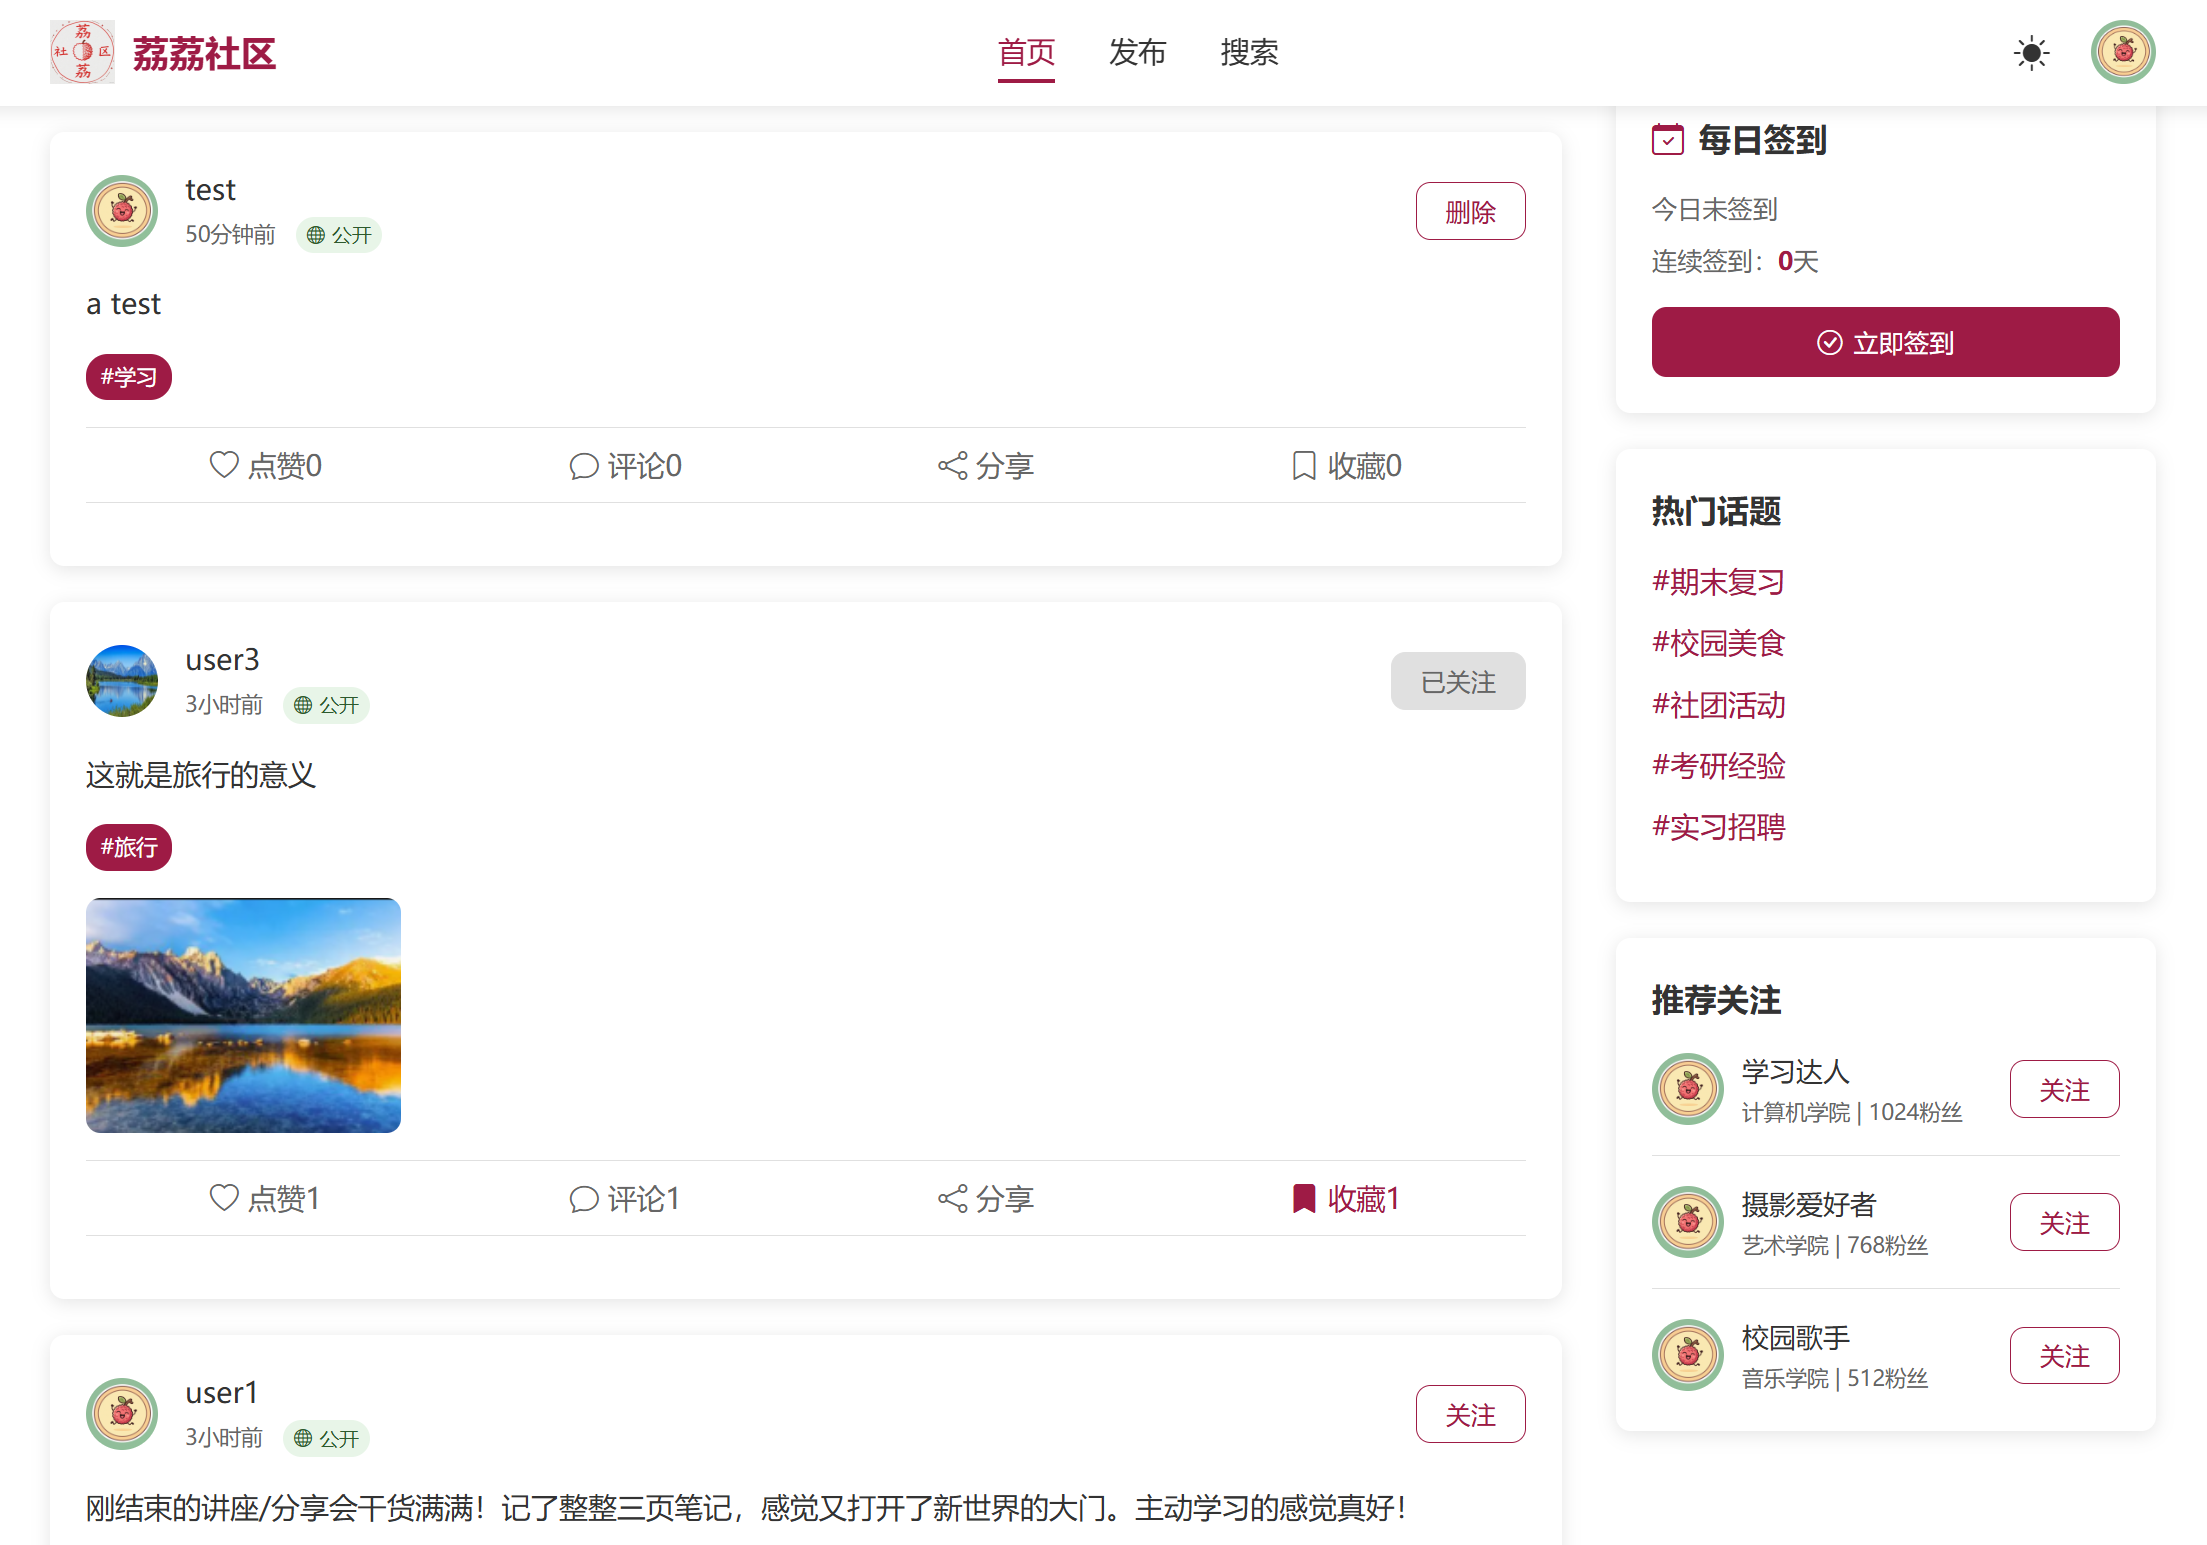 荔
社 区
荔
荔荔社区
首页 发布 搜索
test
50分钟前 公开
删除
a test
#学习
点赞0 评论0 分享 收藏0
user3
3小时前 公开
已关注
这就是旅行的意义
#旅行
点赞1 评论1 分享 收藏1
user1
3小时前 公开
关注
刚结束的讲座/分享会干货满满！记了整整三页笔记，感觉又打开了新世界的大门。主动学习的感觉真好！
每日签到
今日未签到
连续签到：0天
立即签到
热门话题
#期末复习
#校园美食
#社团活动
#考研经验
#实习招聘
推荐关注
学习达人
计算机学院 | 1024粉丝
关注
摄影爱好者
艺术学院 | 768粉丝
关注
校园歌手
音乐学院 | 512粉丝
关注